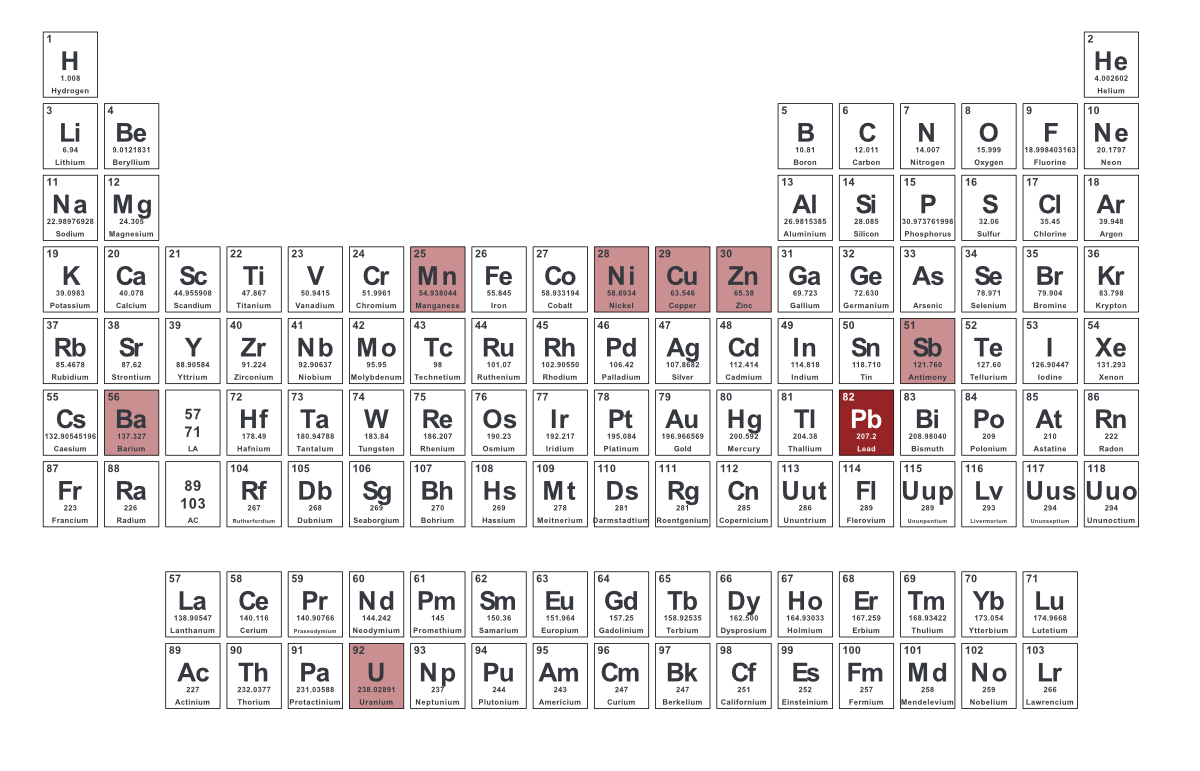 1 2
H He
1.008 4.002602
Hydrogen Helium
3 4 5 6 7 8 9 10
Li Be B C N O F Ne
6.94 9.0121831 10.81 12.011 14.007 15.999 18.998403163 20.1797
Lithium Beryllium Boron Carbon Nitrogen Oxygen Fluorine Neon
11 12 13 14 15 16 17 18
Na Mg Al Si P S Cl Ar
22.98976928 24.305 26.9815385 28.085 30.973761998 32.06 35.45 39.948
Sodium Magnesium Aluminium Silicon Phosphorus Sulfur Chlorine Argon
19 20 21 22 23 24 25 26 27 28 29 30 31 32 33 34 35 36
K Ca Sc Ti V Cr Mn Fe Co Ni Cu Zn Ga Ge As Se Br Kr
39.0983 40.078 44.955908 47.867 50.9415 51.9961 54.938044 55.845 58.933194 58.6934 63.546 65.38 69.723 72.630 78.971 79.904 83.798
Potassium Calcium Scandium Titanium Vanadium Chromium Manganese Iron Cobalt Nickel Copper Zinc Gallium Germanium Arsenic Selenium Bromine Krypton
37 38 39 40 41 42 43 44 45 46 47 48 49 50 51 52 53 54
Rb Sr Y Zr Nb Mo Tc Ru Rh Pd Ag Cd In Sn Sb Te I Xe
85.4678 87.62 88.90584 91.224 92.90637 95.95 98 101.07 102.90550 106.42 107.8682 112.414 114.818 118.710 121.760 127.60 126.90447 131.293
Rubidium Strontium Yttrium Zirconium Niobium Molybdenum Technetium Ruthenium Rhodium Palladium Silver Cadmium Indium Tin Antimony Tellurium Iodine Xenon
55 56 57 72 73 74 75 76 77 78 79 80 81 82 83 84 85 86
Cs Ba 71 Hf Ta W Re Os Ir Pt Au Hg Tl Pb Bi Po At Rn
132.90545196 137.327 178.49 180.94788 183.84 186.207 190.23 192.217 195.084 196.966569 200.592 204.38 207.2 208.98040 209 210 222
Caesium Barium LA Hafnium Tantalum Tungsten Rhenium Osmium Iridium Platinum Gold Mercury Thallium Lead Bismuth Polonium Astatine Radon
87 88 89 104 105 106 107 108 109 110 111 112 113 114 115 116 117 118
Fr Ra 103 Rf Db Sg Bh Hs Mt Ds Rg Cn Uut Fl Uup Lv Uus Uuo
223 226 267 268 269 270 269 278 281 281 285 286 289 289 293 294 294
Francium Radium AC Rutherfordium Dubnium Seaborgium Bohrium Hassium Meitnerium Darmstadtium Roentgenium Copernicium Ununtrium Flerovium Ununpentium Livermorium Ununseptium Ununoctium
57 58 59 60 61 62 63 64 65 66 67 68 69 70 71
La Ce Pr Nd Pm Sm Eu Gd Tb Dy Ho Er Tm Yb Lu
138.90547 140.116 140.90766 144.242 145 150.36 151.964 157.25 158.92535 162.500 164.93033 167.259 168.93422 173.054 174.9668
Lanthanum Cerium Praseodymium Neodymium Promethium Samarium Europium Gadolinium Terbium Dysprosium Holmium Erbium Thulium Ytterbium Lutetium
89 90 91 92 93 94 95 96 97 98 99 100 101 102 103
Ac Th Pa U Np Pu Am Cm Bk Cf Es Fm Md No Lr
227 232.0377 231.03588 238.02891 237 244 243 247 247 251 252 257 258 259 266
Actinium Thorium Protactinium Uranium Neptunium Plutonium Americium Curium Berkelium Californium Einsteinium Fermium Mendelevium Nobelium Lawrencium